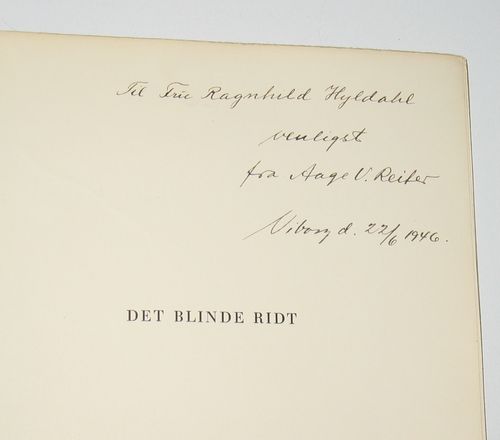 Til Fru Ragnhild Hyldahl
venligst
fra Aage V. Reiter
Viborg d. 22/6 1946.
DET BLINDE RIDT